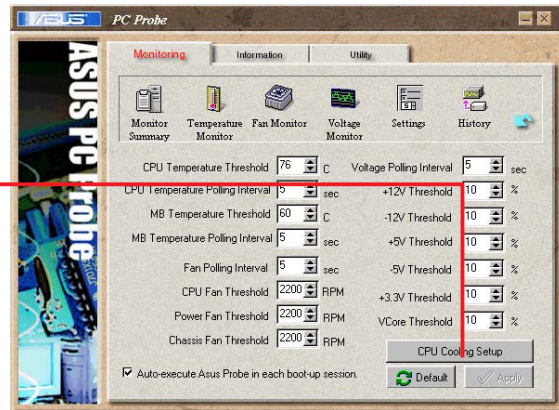 ASUS PC Probe
Monitoring Information Utility
ASUS PC Probe
Monitor Summary
Temperature Monitor
Fan Monitor
Voltage Monitor
Settings
History
CPU Temperature Threshold 76 C
Voltage Polling Interval 5 sec
CPU Temperature Polling Interval 5 sec
+12V Threshold 10 %
MB Temperature Threshold 60 C
-12V Threshold 10 %
MB Temperature Polling Interval 5 sec
+5V Threshold 10 %
Fan Polling Interval 5 sec
-5V Threshold 10 %
CPU Fan Threshold 2200 RPM
+3.3V Threshold 10 %
Power Fan Threshold 2200 RPM
VCore Threshold 10 %
Chassis Fan Threshold 2200 RPM
CPU Cooling Setup
Auto-execute Asus Probe in each boot-up session.
Default
Apply